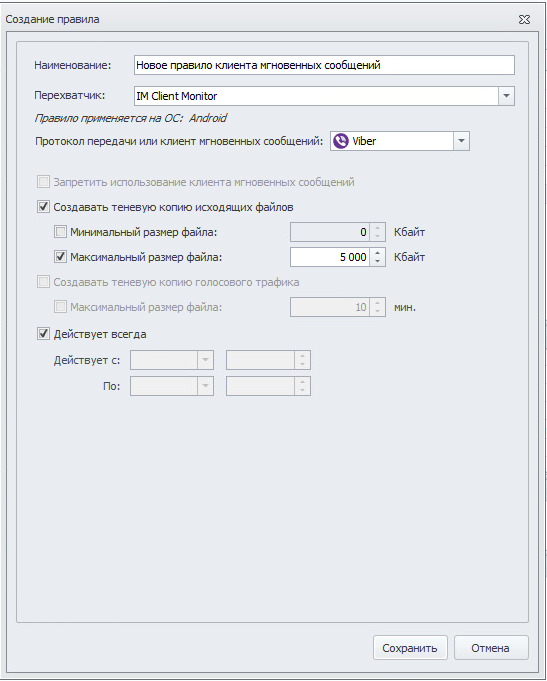 Создание правила
Наименование: Новое правило клиента мгновенных сообщений
Перехватчик: IM Client Monitor
Правило применяется на ОС: Android
Протокол передачи или клиент мгновенных сообщений: Viber
Запретить использование клиента мгновенных сообщений
Создавать теневую копию исходящих файлов
Минимальный размер файла: 0 Кбайт
Максимальный размер файла: 5 000 Кбайт
Создавать теневую копию голосового трафика
Максимальный размер файла: 10 мин.
Действует всегда
Действует с:
По:
Сохранить Отмена